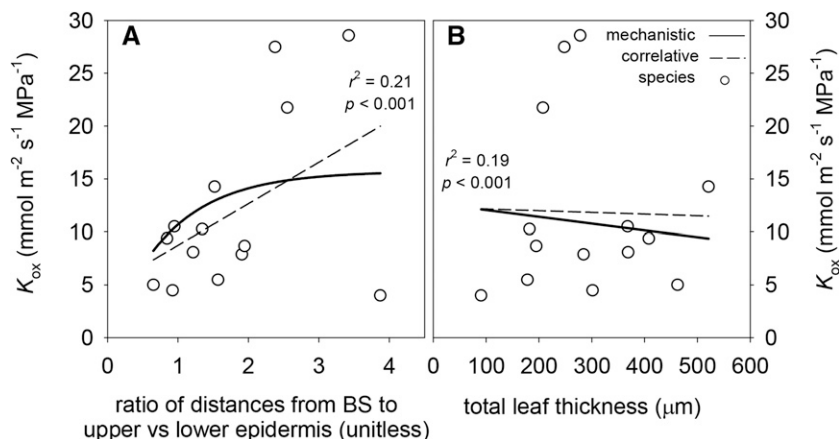 A
30
25
20
15
10
5
0
K_ox (mmol m⁻² s⁻¹ MPa⁻¹)
r² = 0.21
p < 0.001
1 2 3 4
ratio of distances from BS to
upper vs lower epidermis (unitless)
B
mechanistic
correlative
species
r² = 0.19
p < 0.001
30
25
20
15
10
5
0
K_ox (mmol m⁻² s⁻¹ MPa⁻¹)
0 100 200 300 400 500 600
total leaf thickness (μm)